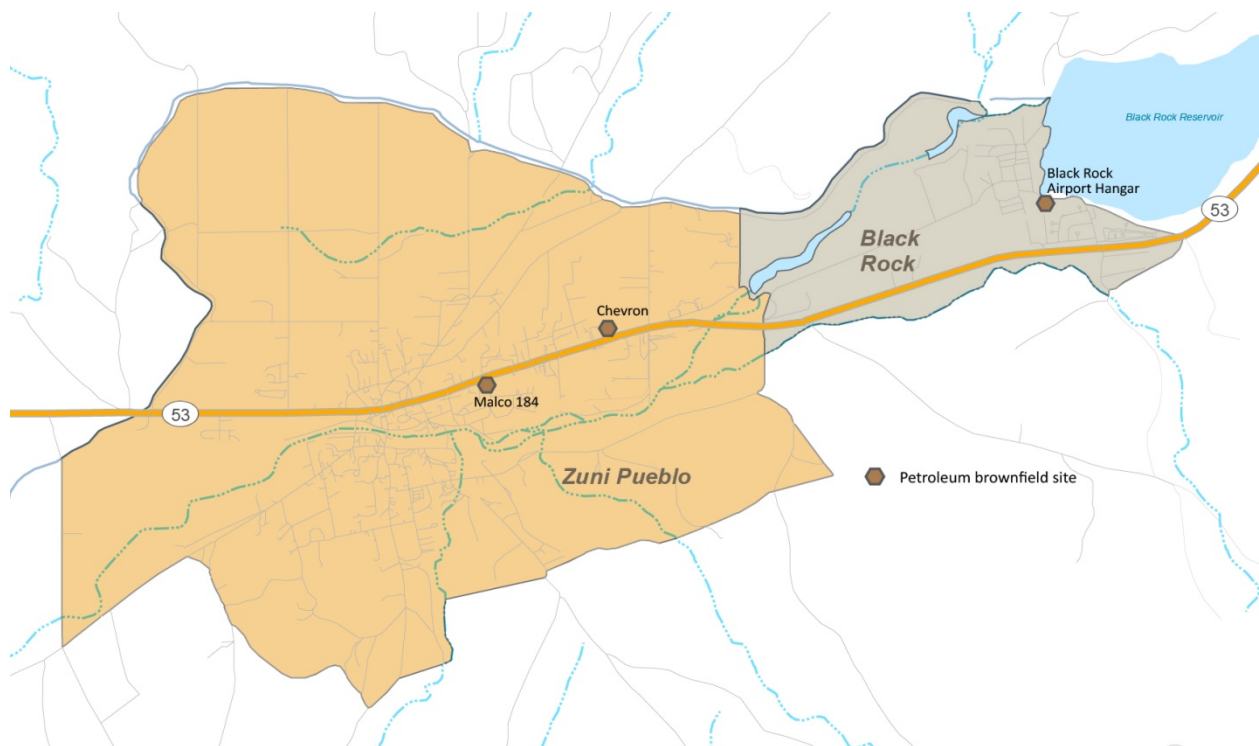 Black Rock Reservoir
Black Rock
Airport Hangar
53
Black
Rock
Chevron
Malco 184
53
Zuni Pueblo
Petroleum brownfield site